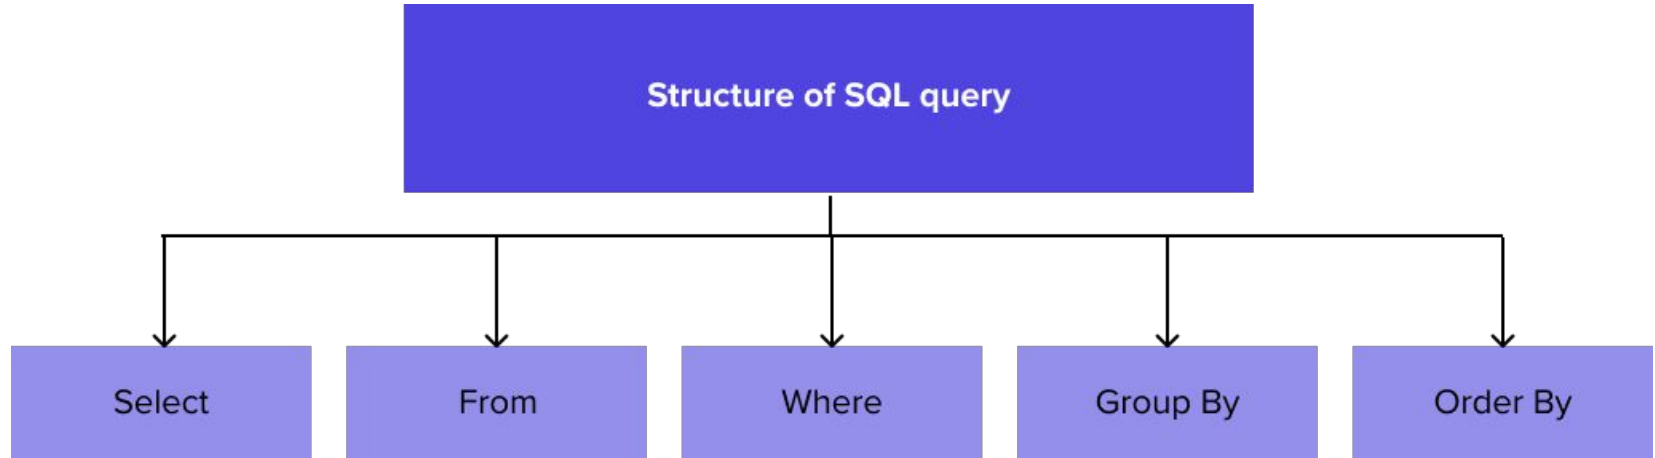 Structure of SQL query
Select
From
Where
Group By
Order By